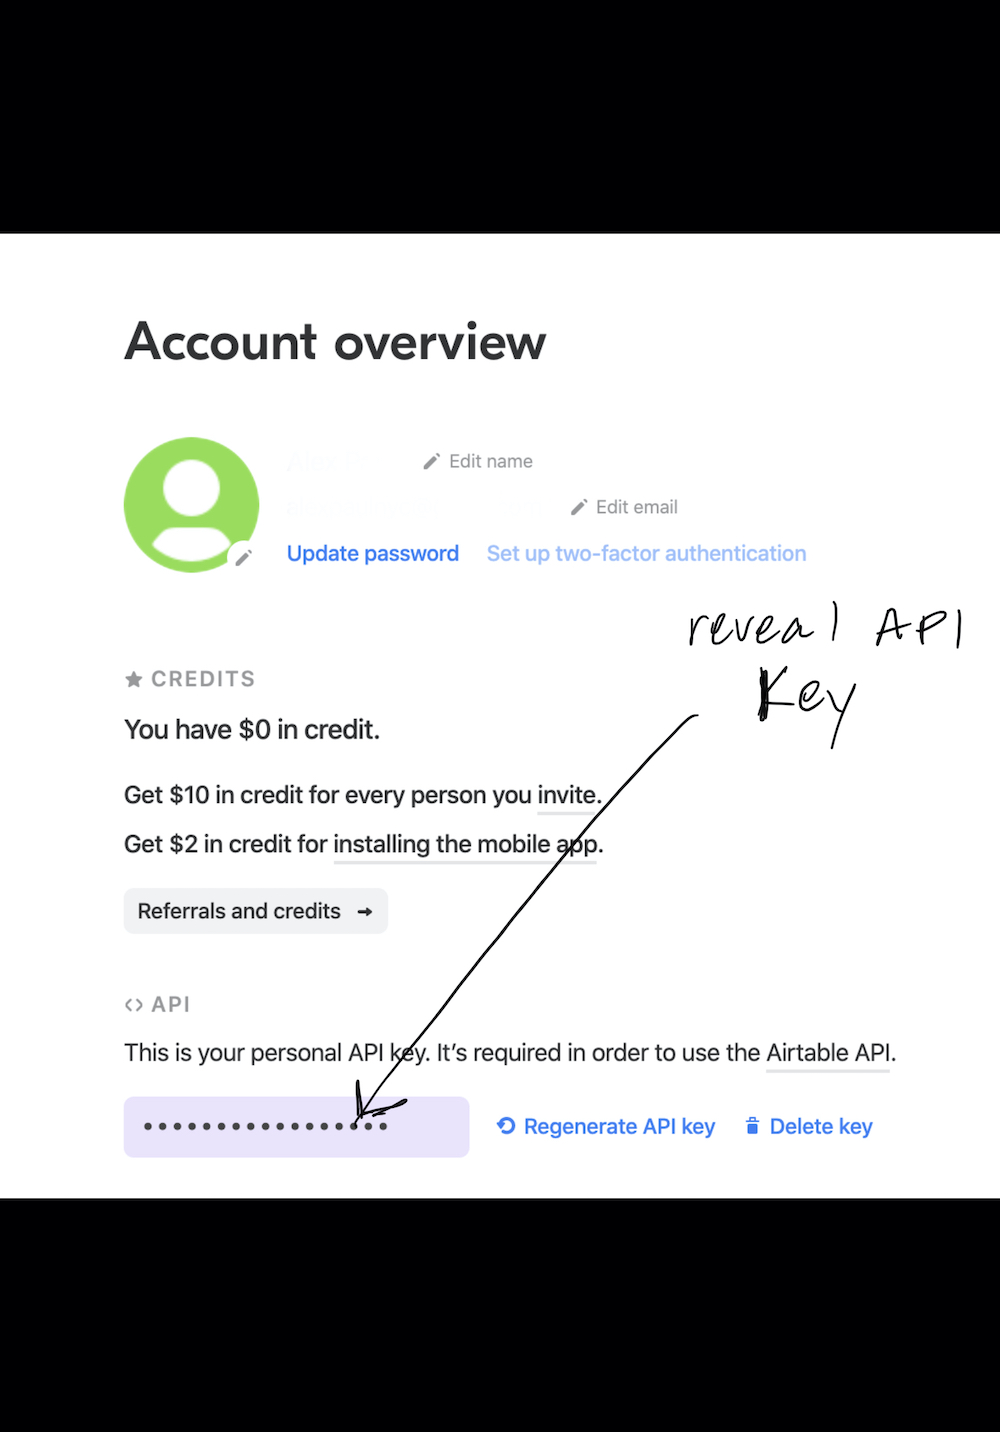 Account overview
Edit name
Edit email
Update password Set up two-factor authentication
reveal API
Key
CREDITS
You have $0 in credit.
Get $10 in credit for every person you invite.
Get $2 in credit for installing the mobile app.
Referrals and credits →
<> API
This is your personal API key. It’s required in order to use the Airtable API.
•••••••••••••••••
Regenerate API key Delete key